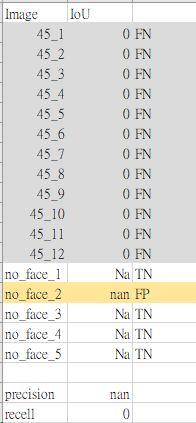 Image IoU
45_1 0 FN
45_2 0 FN
45_3 0 FN
45_4 0 FN
45_5 0 FN
45_6 0 FN
45_7 0 FN
45_8 0 FN
45_9 0 FN
45_10 0 FN
45_11 0 FN
45_12 0 FN
no_face_1 Na TN
no_face_2 nan FP
no_face_3 Na TN
no_face_4 Na TN
no_face_5 Na TN
precision nan
recell 0